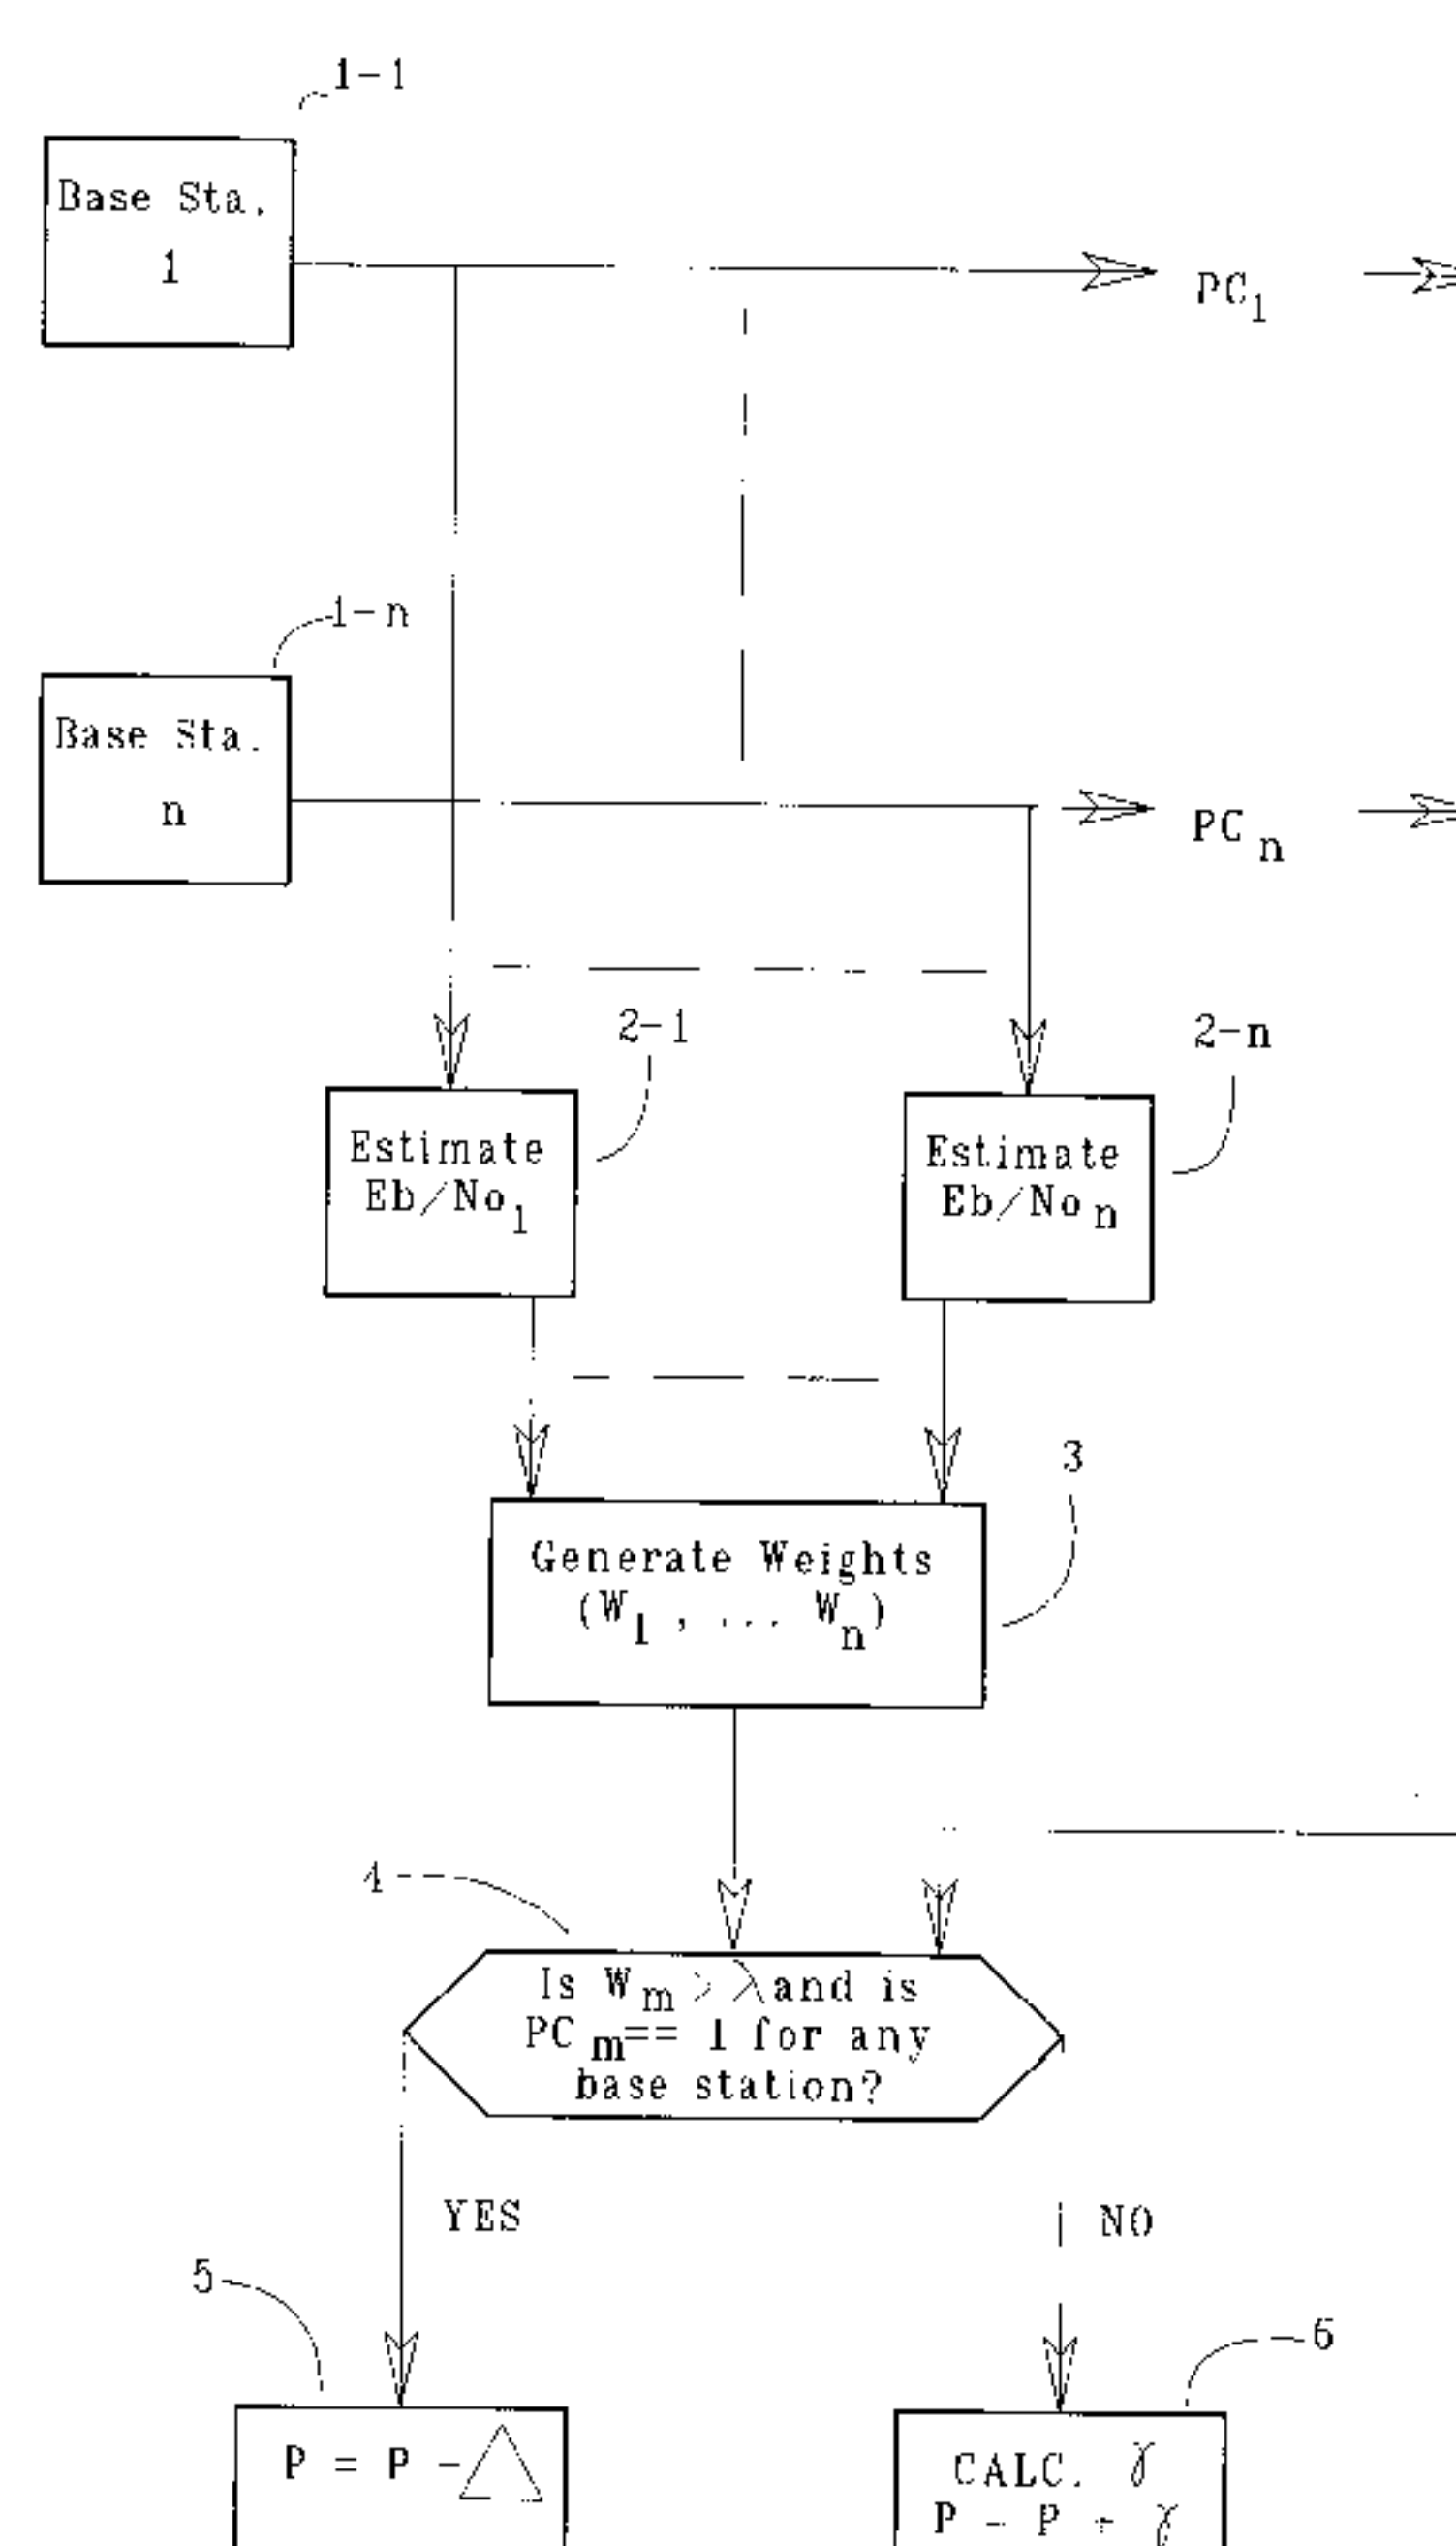 1-1
Base Sta.
1
PC1
1-n
Base Sta.
n
PC n
2-1
2-n
Estimate
Eb/No1
Estimate
Eb/No n
3
Generate Weights
(W1 , ... Wn)
4
Is Wm > λ and is
PCm== 1 for any
base station?
YES
NO
5
6
P = P - △
CALC. γ
P = P + γ